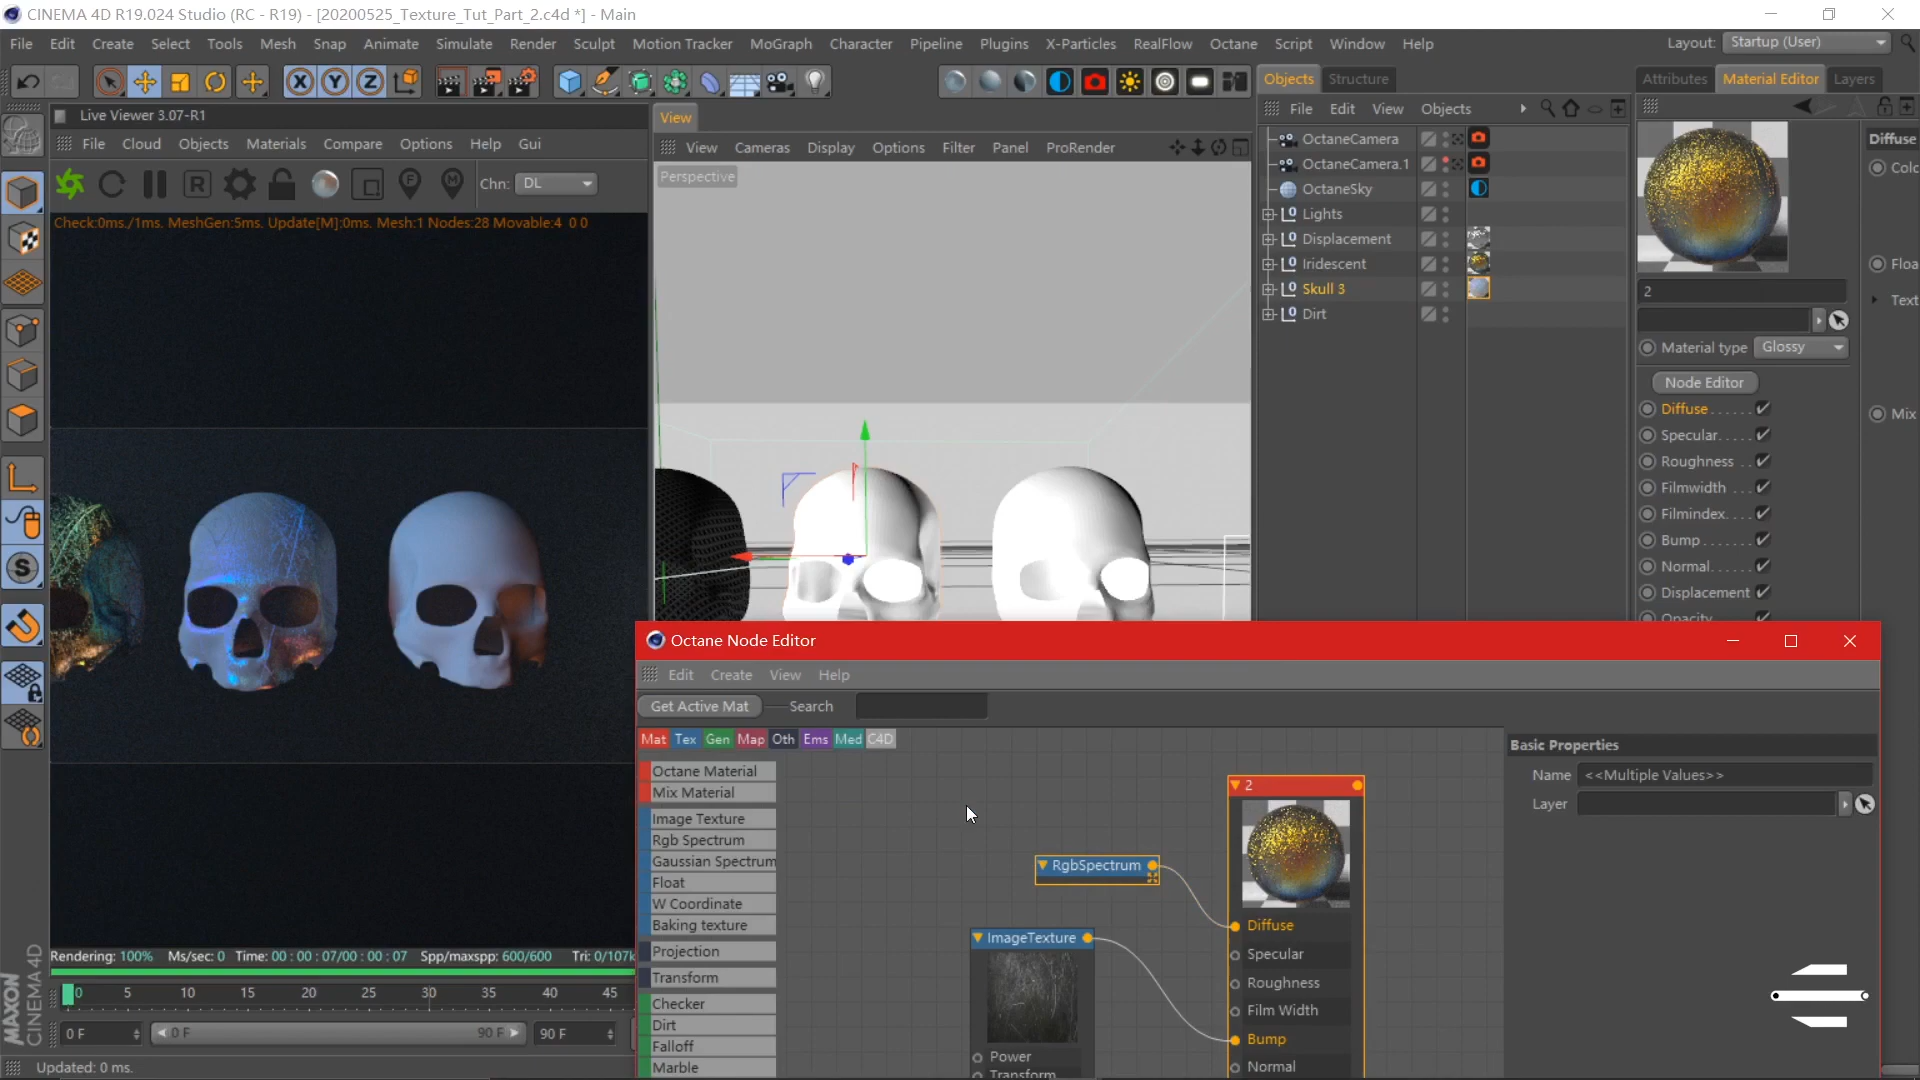 CINEMA 4D R19.024 Studio (RC - R19) - [20200525_Texture_Tut_Part_2.c4d *] - Main
File Edit Create Select Tools Mesh Snap Animate Simulate Render Sculpt Motion Tracker MoGraph Character Pipeline Plugins X-Particles RealFlow Octane Script Window Help Layout: Startup (User)
Objects Structure
Attributes Material Editor Layers
Live Viewer 3.07-R1
File Cloud Objects Materials Compare Options Help Gui
Chn: DL
Check:0ms./1ms. MeshGen:5ms. Update[M]:0ms. Mesh:1 Nodes:28 Movable:4 0 0
View
View Cameras Display Options Filter Panel ProRender
Perspective
File Edit View Objects
OctaneCamera
OctaneCamera.1
OctaneSky
Lights
Displacement
Iridescent
Skull 3
Dirt
2
Material type Glossy
Node Editor
Diffuse
Specular
Roughness
Filmwidth
Filmindex
Bump
Normal
Displacement
Opacity
Diffuse
Colc
Floa
Text
Mix
Octane Node Editor
Edit Create View Help
Get Active Mat Search
Mat Tex Gen Map Oth Ems Med C4D
Octane Material
Mix Material
Image Texture
Rgb Spectrum
Gaussian Spectrum
Float
W Coordinate
Baking texture
Projection
Transform
Checker
Dirt
Falloff
Marble
RgbSpectrum
ImageTexture
Power
Transform
2
Diffuse
Specular
Roughness
Film Width
Bump
Normal
Basic Properties
Name <<Multiple Values>>
Layer
Rendering: 100% Ms/sec: 0 Time: 00 : 00 : 07/00 : 00 : 07 Spp/maxspp: 600/600 Tri: 0/107k
0 5 10 15 20 25 30 35 40 45
0 F 0 F 90 F 90 F
MAXON
CINEMA 4D
Updated: 0 ms.
X Y Z
R
M
S